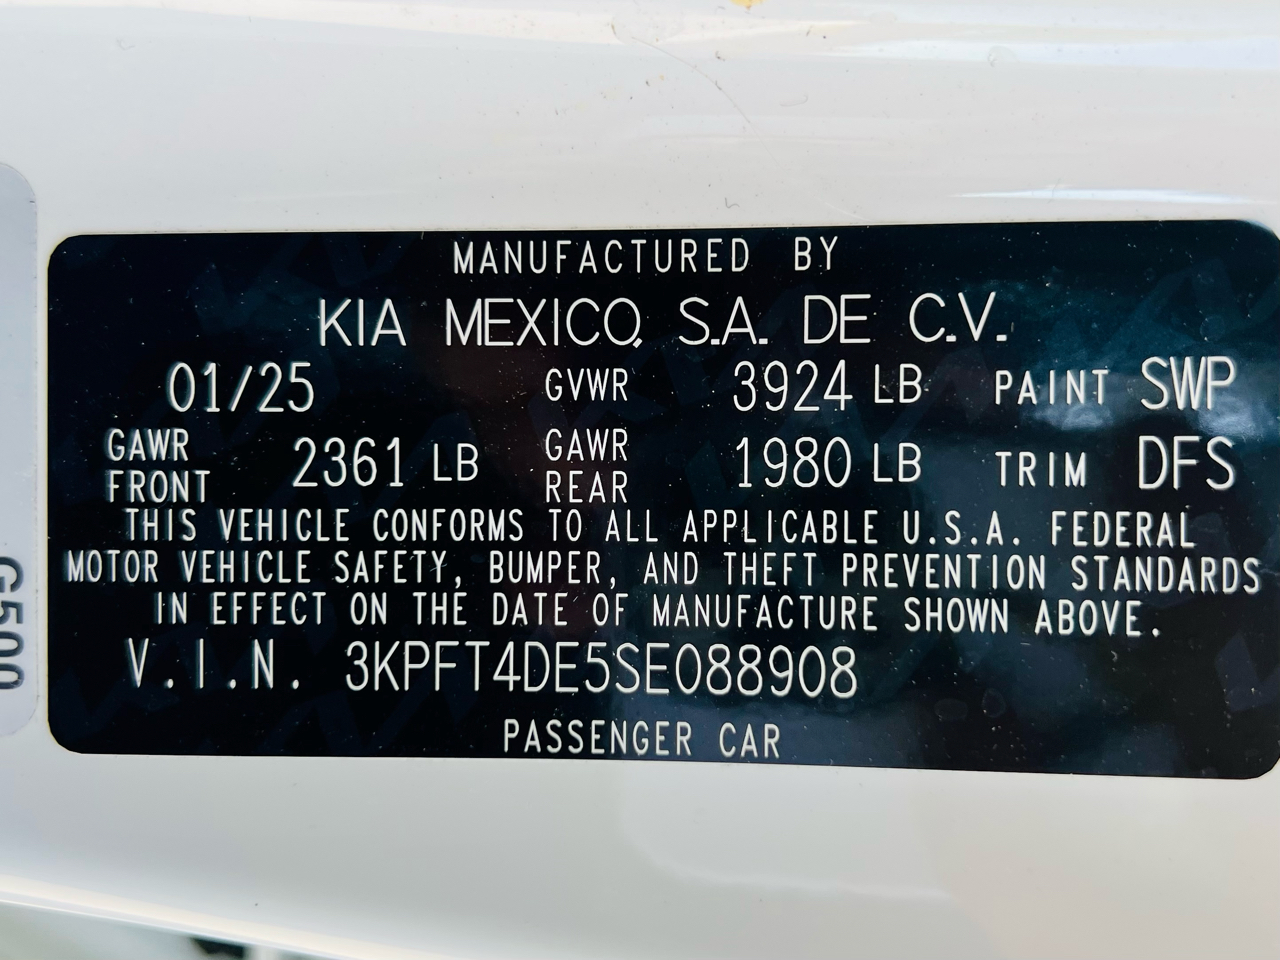 MANUFACTURED BY
KIA MEXICO, S.A. DE C.V.
01/25 GVWR 3924 LB PAINT SWP
GAWR FRONT 2361 LB GAWR REAR 1980 LB TRIM DFS
THIS VEHICLE CONFORMS TO ALL APPLICABLE U.S.A. FEDERAL
MOTOR VEHICLE SAFETY, BUMPER, AND THEFT PREVENTION STANDARDS
IN EFFECT ON THE DATE OF MANUFACTURE SHOWN ABOVE.
V.I.N. 3KPFT4DE5SE088908
PASSENGER CAR
G500